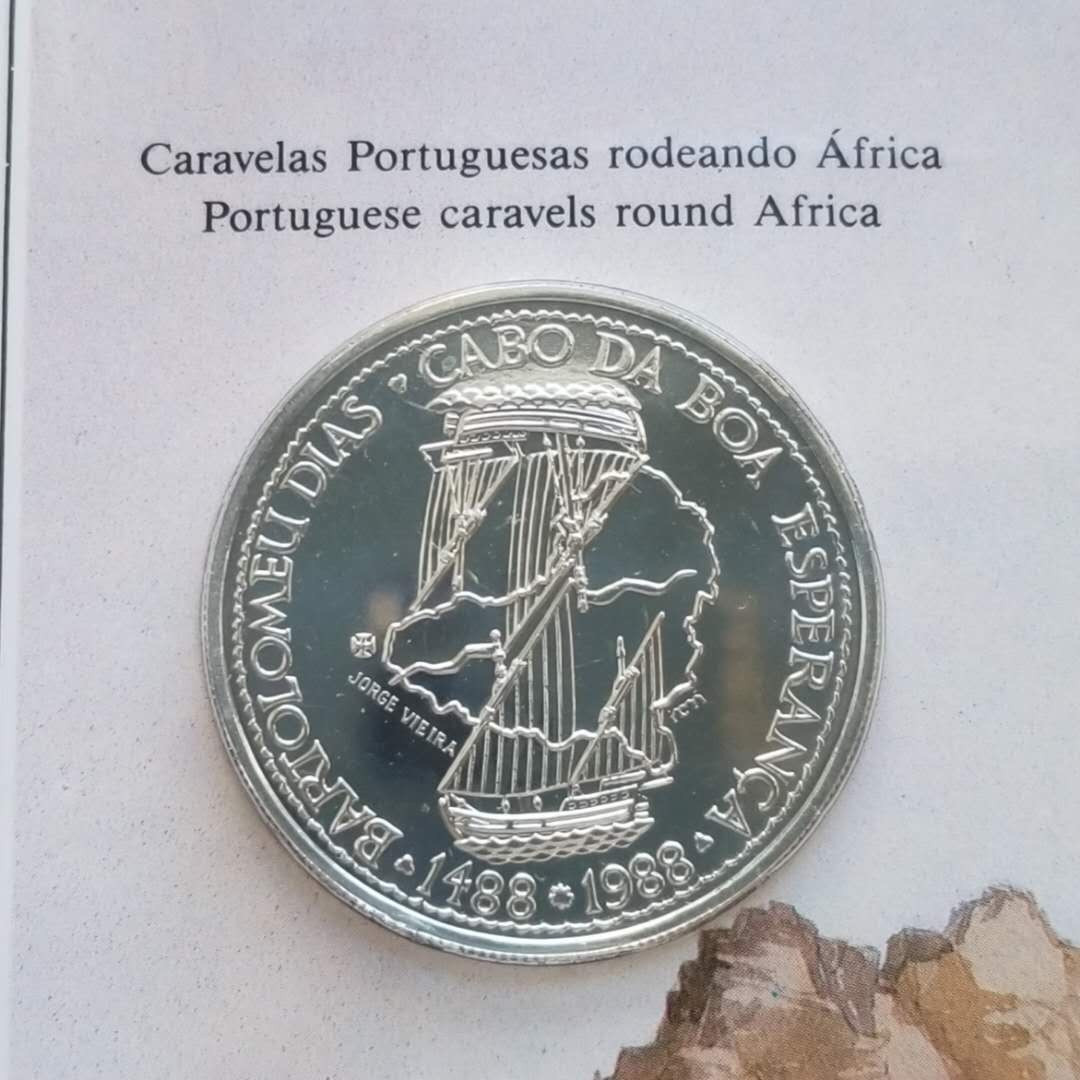 Caravelas Portuguesas rodeando África
Portuguese caravels round Africa
BARTOLOMEU DIAS · CABO DA BOA ESPERANÇA
JORGE VIEIRA
1488 1988